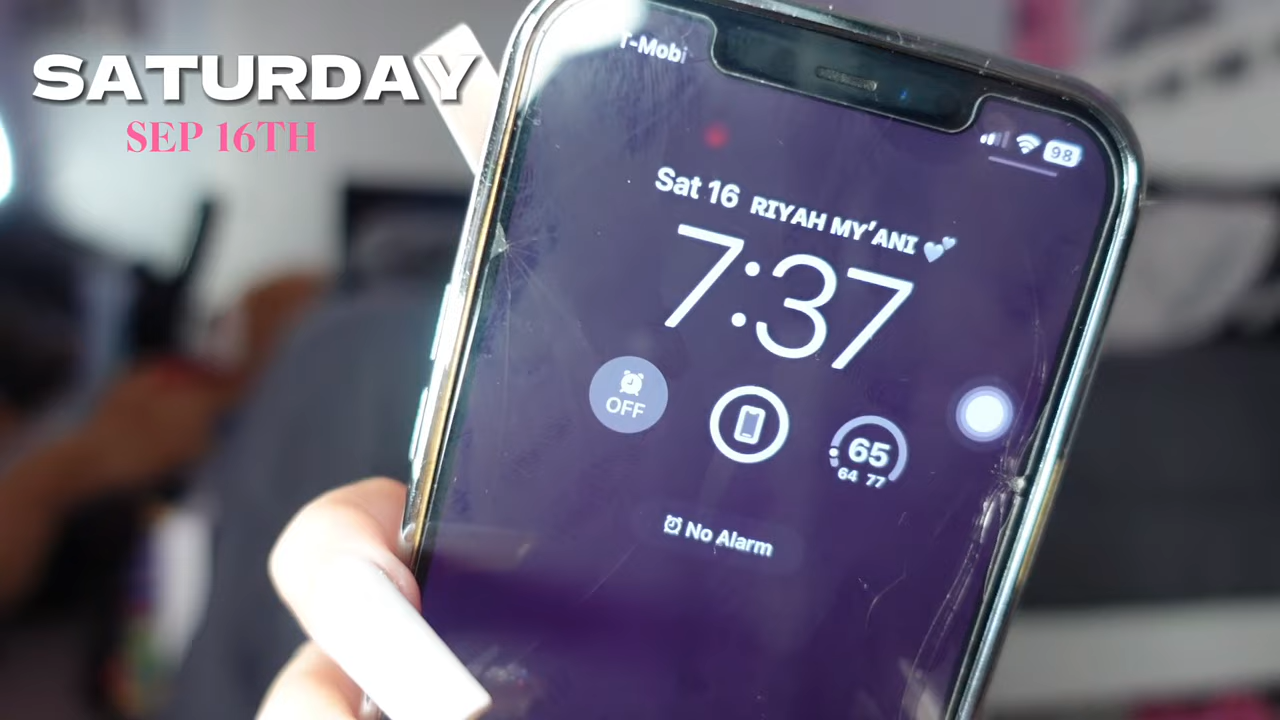 SATURDAY
SEP 16TH
T-Mobi
98
Sat 16 RIYAH MY'ANI 💕
7:37
OFF
65
64 77
No Alarm